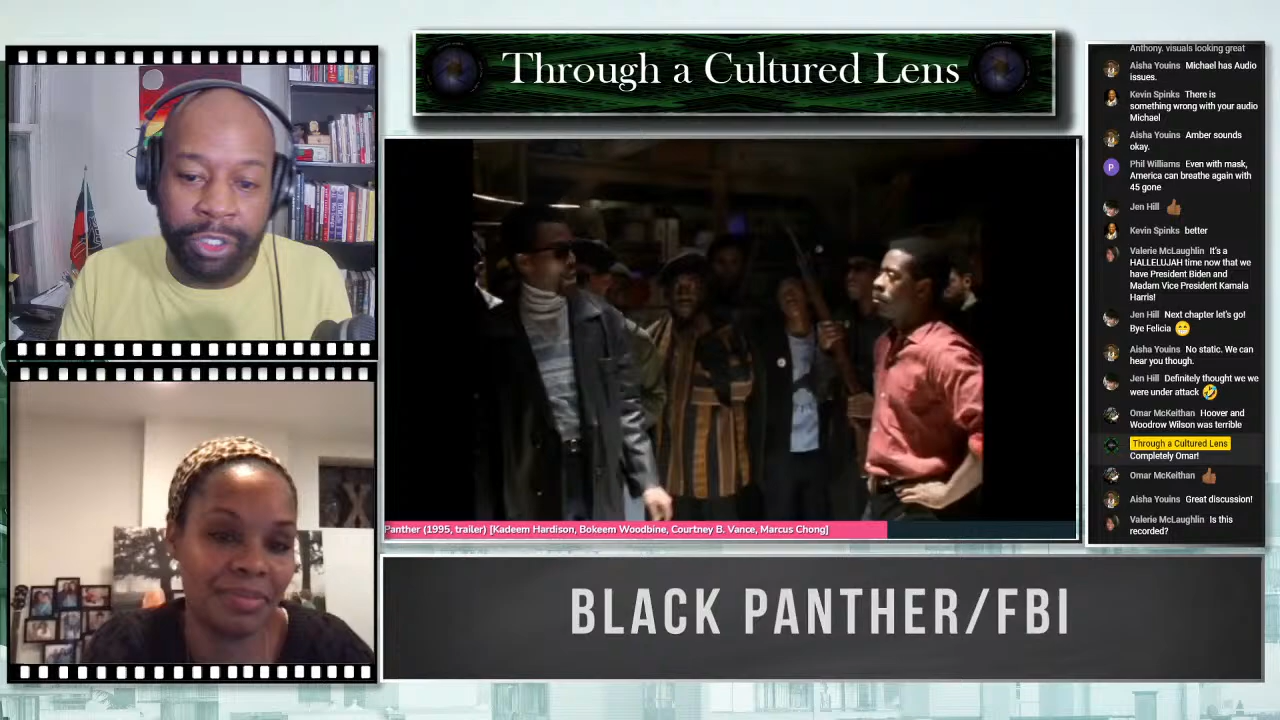 Through a Cultured Lens
Anthony. visuals looking great
Aisha Youins Michael has Audio
issues.
Kevin Spinks There is
something wrong with your audio
Michael
Aisha Youins Amber sounds
okay.
P
Phil Williams Even with mask,
America can breathe again with
45 gone
Jen Hill 👍🏾
Kevin Spinks better
Valerie McLaughlin It's a
HALLELUJAH time now that we
have President Biden and
Madam Vice President Kamala
Harris!
Jen Hill Next chapter let's go!
Bye Felicia 😁
Aisha Youins No static. We can
hear you though.
Jen Hill Definitely thought we we
were under attack 🤣
Omar McKeithan Hoover and
Woodrow Wilson was terrible
Through a Cultured Lens
Completely Omar!
Omar McKeithan 👍🏾
Aisha Youins Great discussion!
Valerie McLaughlin Is this
recorded?
Panther (1995, trailer) [Kadeem Hardison, Bokeem Woodbine, Courtney B. Vance, Marcus Chong]
BLACK PANTHER/FBI